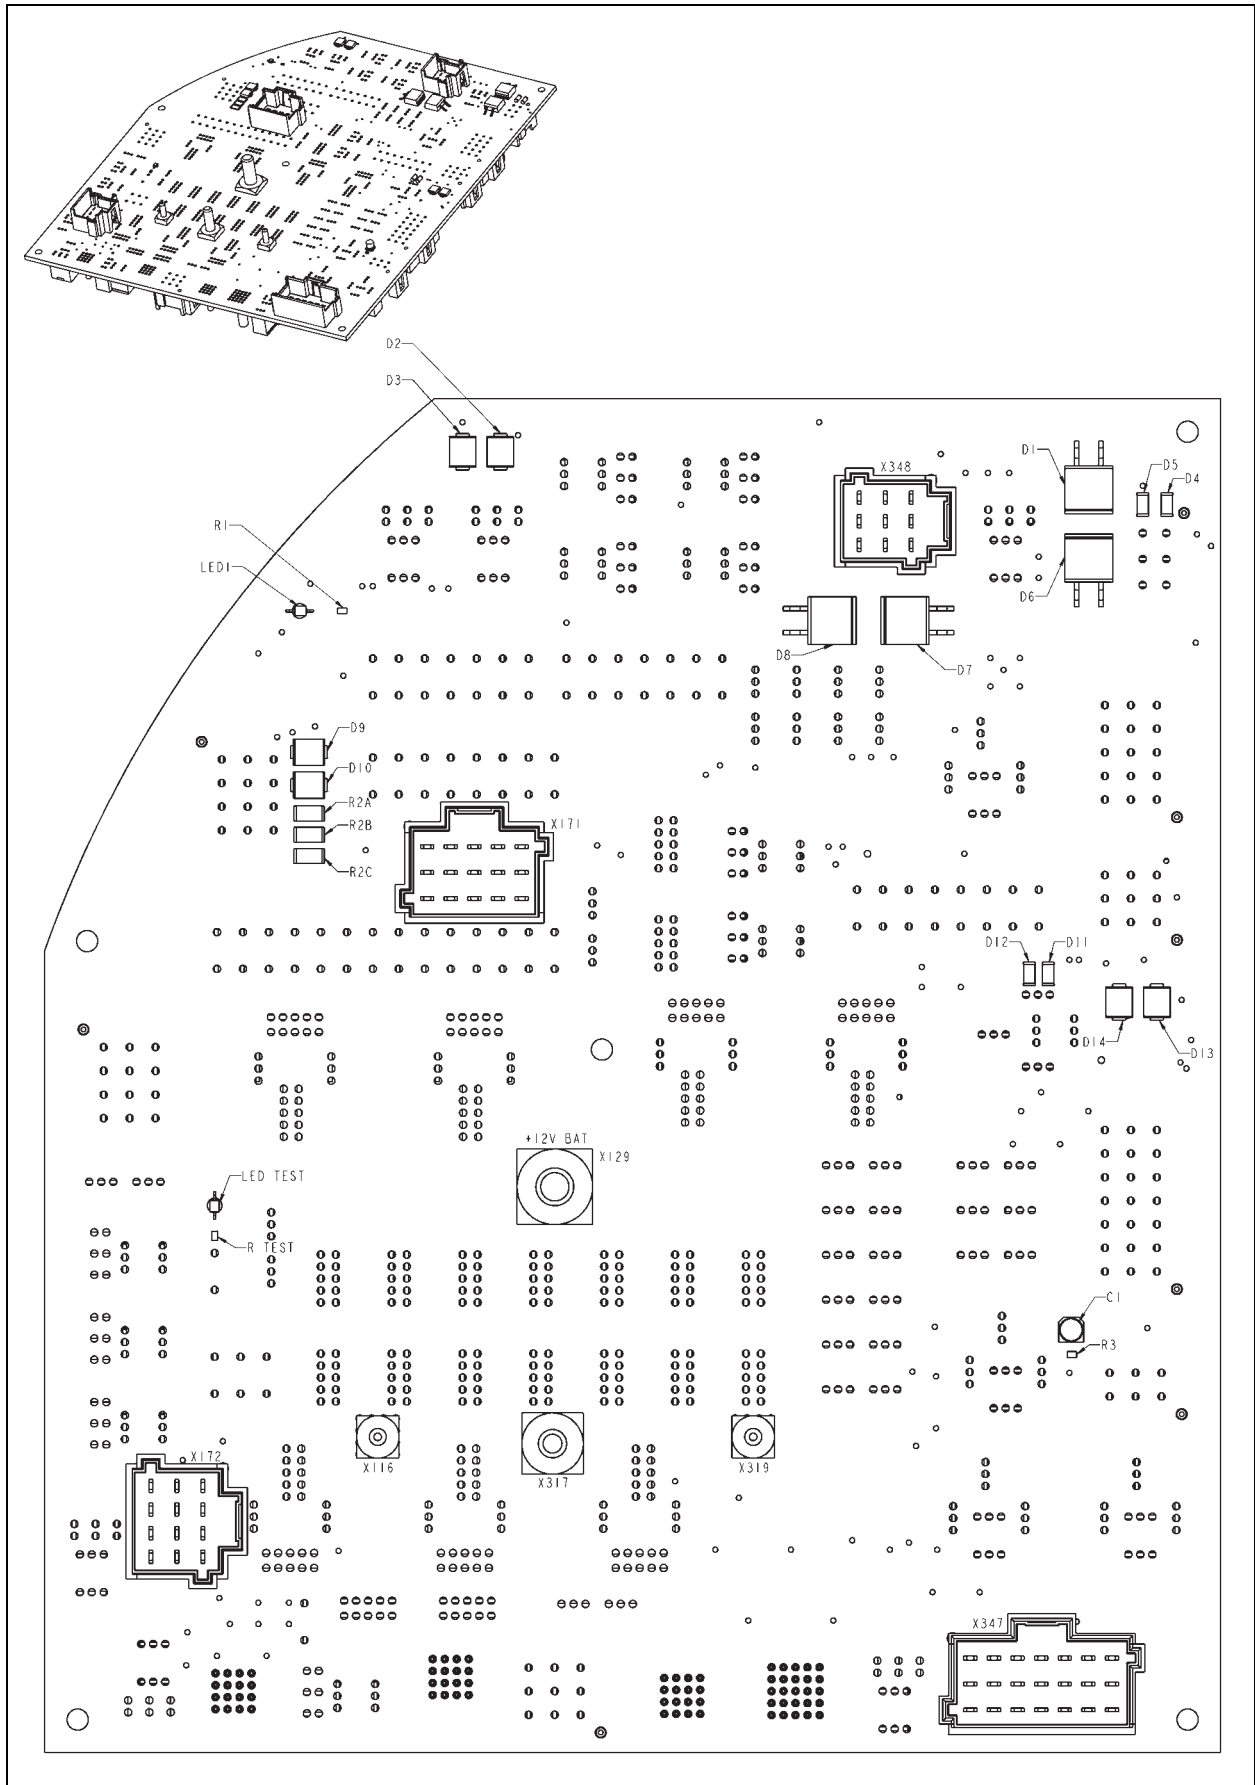 D2
D3
D1
D5
D4
X348
R1
LED1
D6
D8
D7
D9
D10
R2A
R2B
X171
R2C
D12
D11
D14
D13
+12V BAT
X129
LED TEST
R TEST
C1
R3
X172
X116
X317
X319
X347